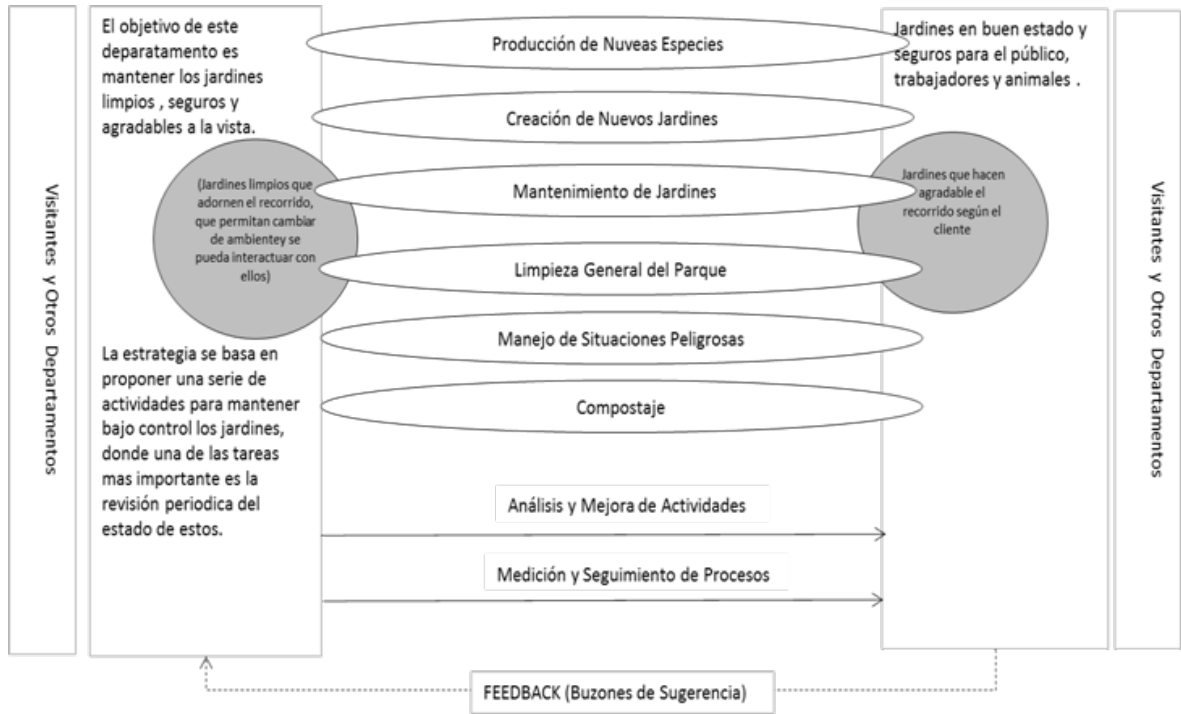 Visitantes y Otros Departamentos
El objetivo de este
deparatamento es
mantener los jardines
limpios , seguros y
agradables a la vista.
(Jardines limpios que
adornen el recorrido,
que permitan cambiar
de ambientey se
pueda interactuar con
ellos)
La estrategia se basa en
proponer una serie de
actividades para mantener
bajo control los jardines,
donde una de las tareas
mas importante es la
revisión periodica del
estado de estos.
Producción de Nuveas Especies
Creación de Nuevos Jardines
Mantenimiento de Jardines
Limpieza General del Parque
Manejo de Situaciones Peligrosas
Compostaje
Análisis y Mejora de Actividades
Medición y Seguimiento de Procesos
FEEDBACK (Buzones de Sugerencia)
Jardines en buen estado y
seguros para el público,
trabajadores y animales .
Jardines que hacen
agradable el
recorrido según el
cliente
Visitantes y Otros Departamentos